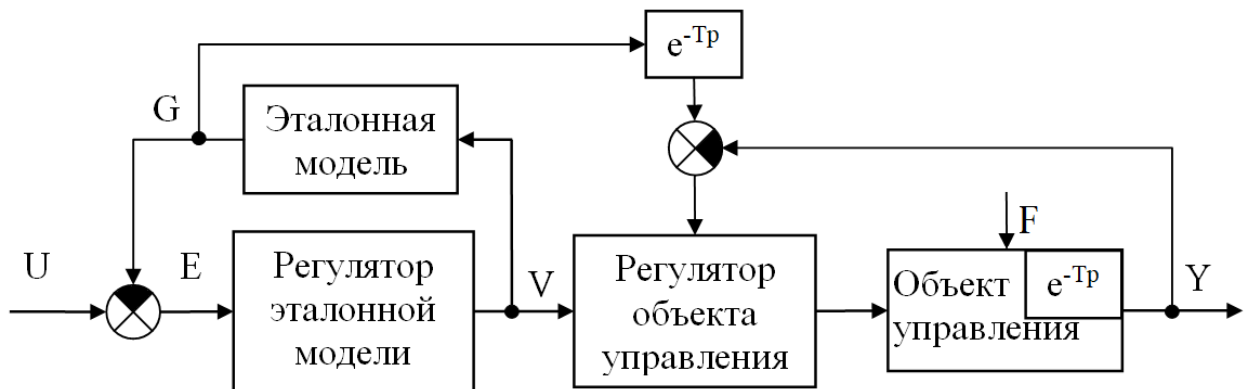 e-Tp
G
Эталонная
модель
U
E
Регулятор
эталонной
модели
V
Регулятор
объекта
управления
F
Объект
управления
e-Tp
Y